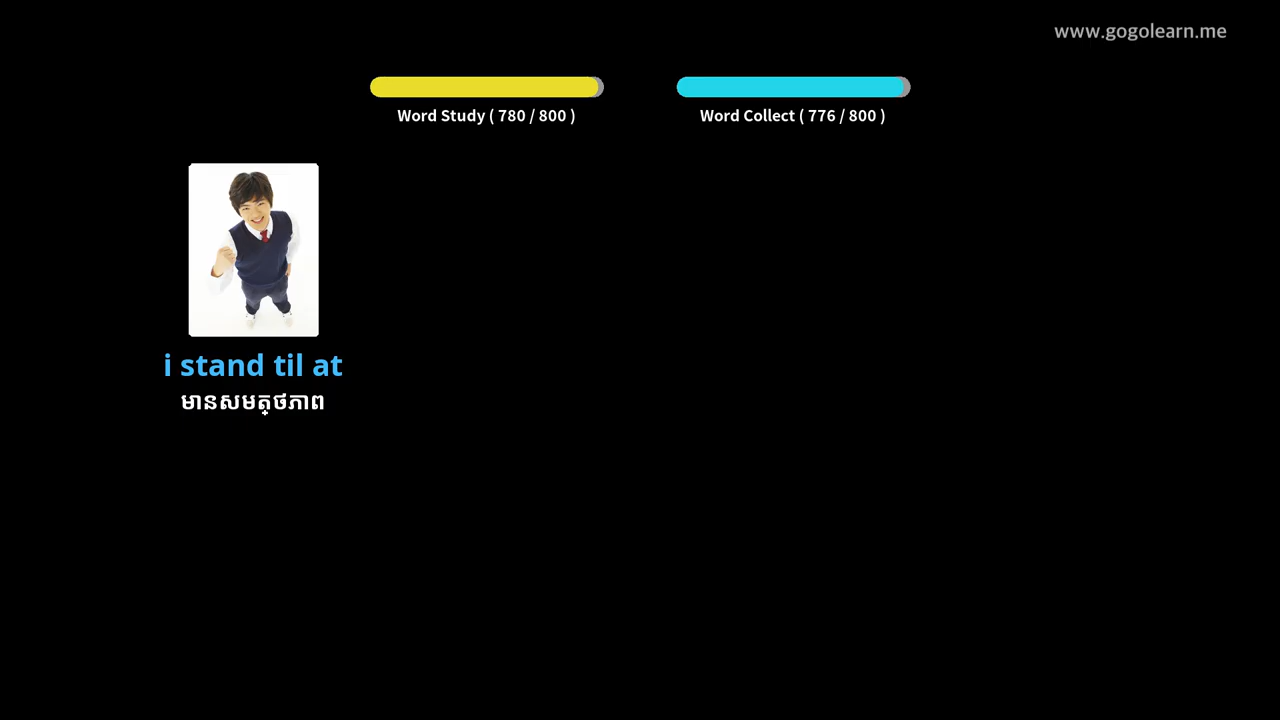 www.gogolearn.me
Word Study ( 780 / 800 )
Word Collect ( 776 / 800 )
i stand til at
មានសមត្ថភាព